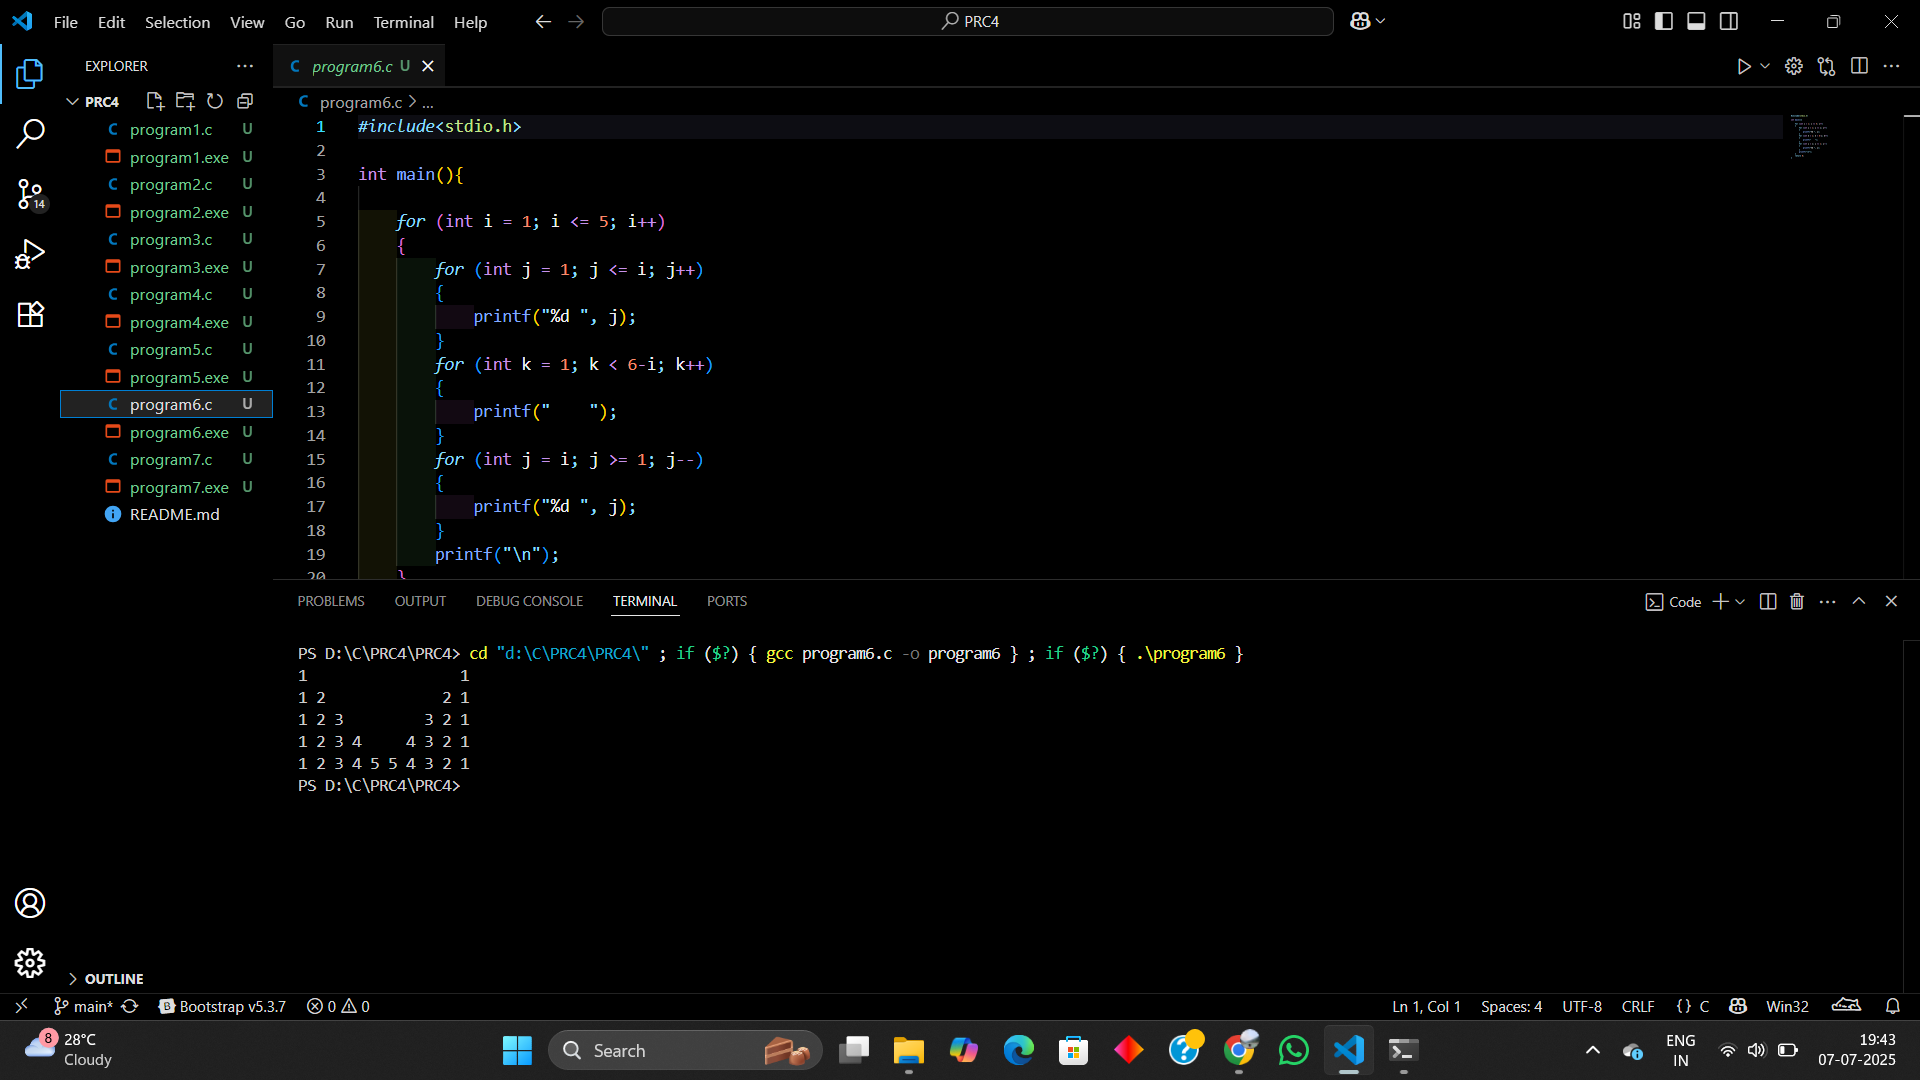 File Edit Selection View Go Run Terminal Help PRC4
EXPLORER
PRC4
program1.c U
program1.exe U
program2.c U
program2.exe U
program3.c U
program3.exe U
program4.c U
program4.exe U
program5.c U
program5.exe U
program6.c U
program6.exe U
program7.c U
program7.exe U
README.md
OUTLINE
14
C program6.c U
C program6.c > ...
1 #include<stdio.h>
2
3 int main(){
4
5 for (int i = 1; i <= 5; i++)
6 {
7 for (int j = 1; j <= i; j++)
8 {
9 printf("%d ", j);
10 }
11 for (int k = 1; k < 6-i; k++)
12 {
13 printf("    ");
14 }
15 for (int j = i; j >= 1; j--)
16 {
17 printf("%d ", j);
18 }
19 printf("\n");
20 }
PROBLEMS OUTPUT DEBUG CONSOLE TERMINAL PORTS Code
PS D:\C\PRC4\PRC4> cd "d:\C\PRC4\PRC4\" ; if ($?) { gcc program6.c -o program6 } ; if ($?) { .\program6 }
1                 1
1 2             2 1
1 2 3         3 2 1
1 2 3 4     4 3 2 1
1 2 3 4 5 5 4 3 2 1
PS D:\C\PRC4\PRC4>
main* B Bootstrap v5.3.7 0 0 Ln 1, Col 1 Spaces: 4 UTF-8 CRLF {} C Win32
8 28°C
Cloudy
Search
ENG
IN
19:43
07-07-2025